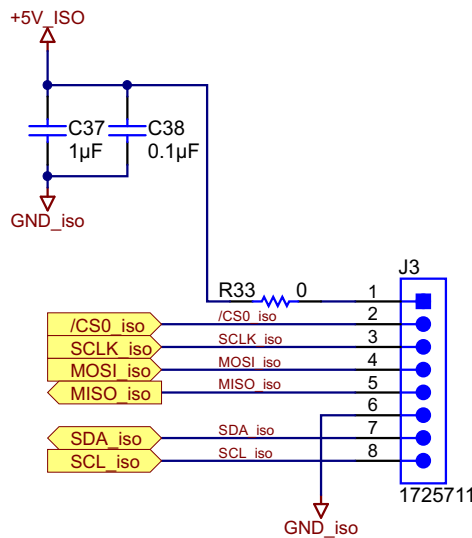 +5V_ISO
C37
1µF
C38
0.1µF
GND_iso
J3
R33
0
1
/CS0_iso
/CS0_iso
2
SCLK_iso
SCLK_iso
3
MOSI_iso
MOSI_iso
4
MISO_iso
MISO_iso
5
6
SDA_iso
SDA_iso
7
SCL_iso
SCL_iso
8
1725711
GND_iso